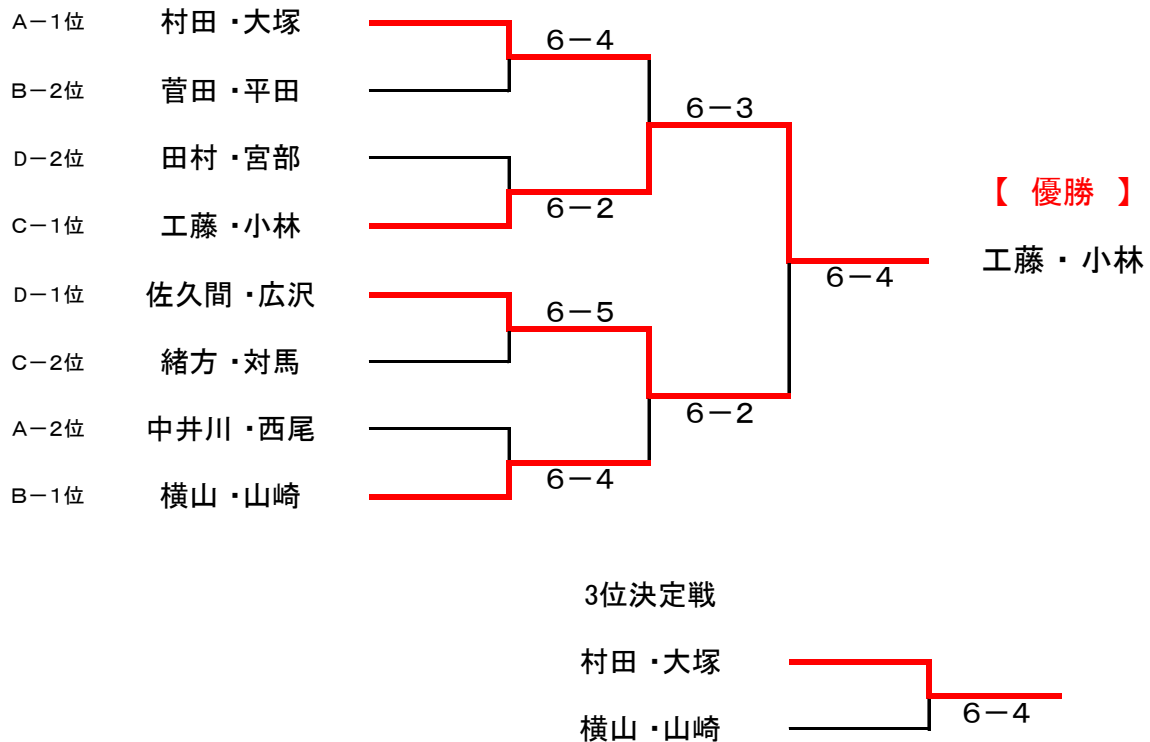 A－1位 村田・大塚
6－4
B－2位 菅田・平田
6－3
D－2位 田村・宮部
【 優勝 】
6－2
C－1位 工藤・小林
工藤・小林
6－4
D－1位 佐久間・広沢
6－5
C－2位 緒方・対馬
6－2
A－2位 中井川・西尾
6－4
B－1位 横山・山崎
3位決定戦
村田・大塚
6－4
横山・山崎